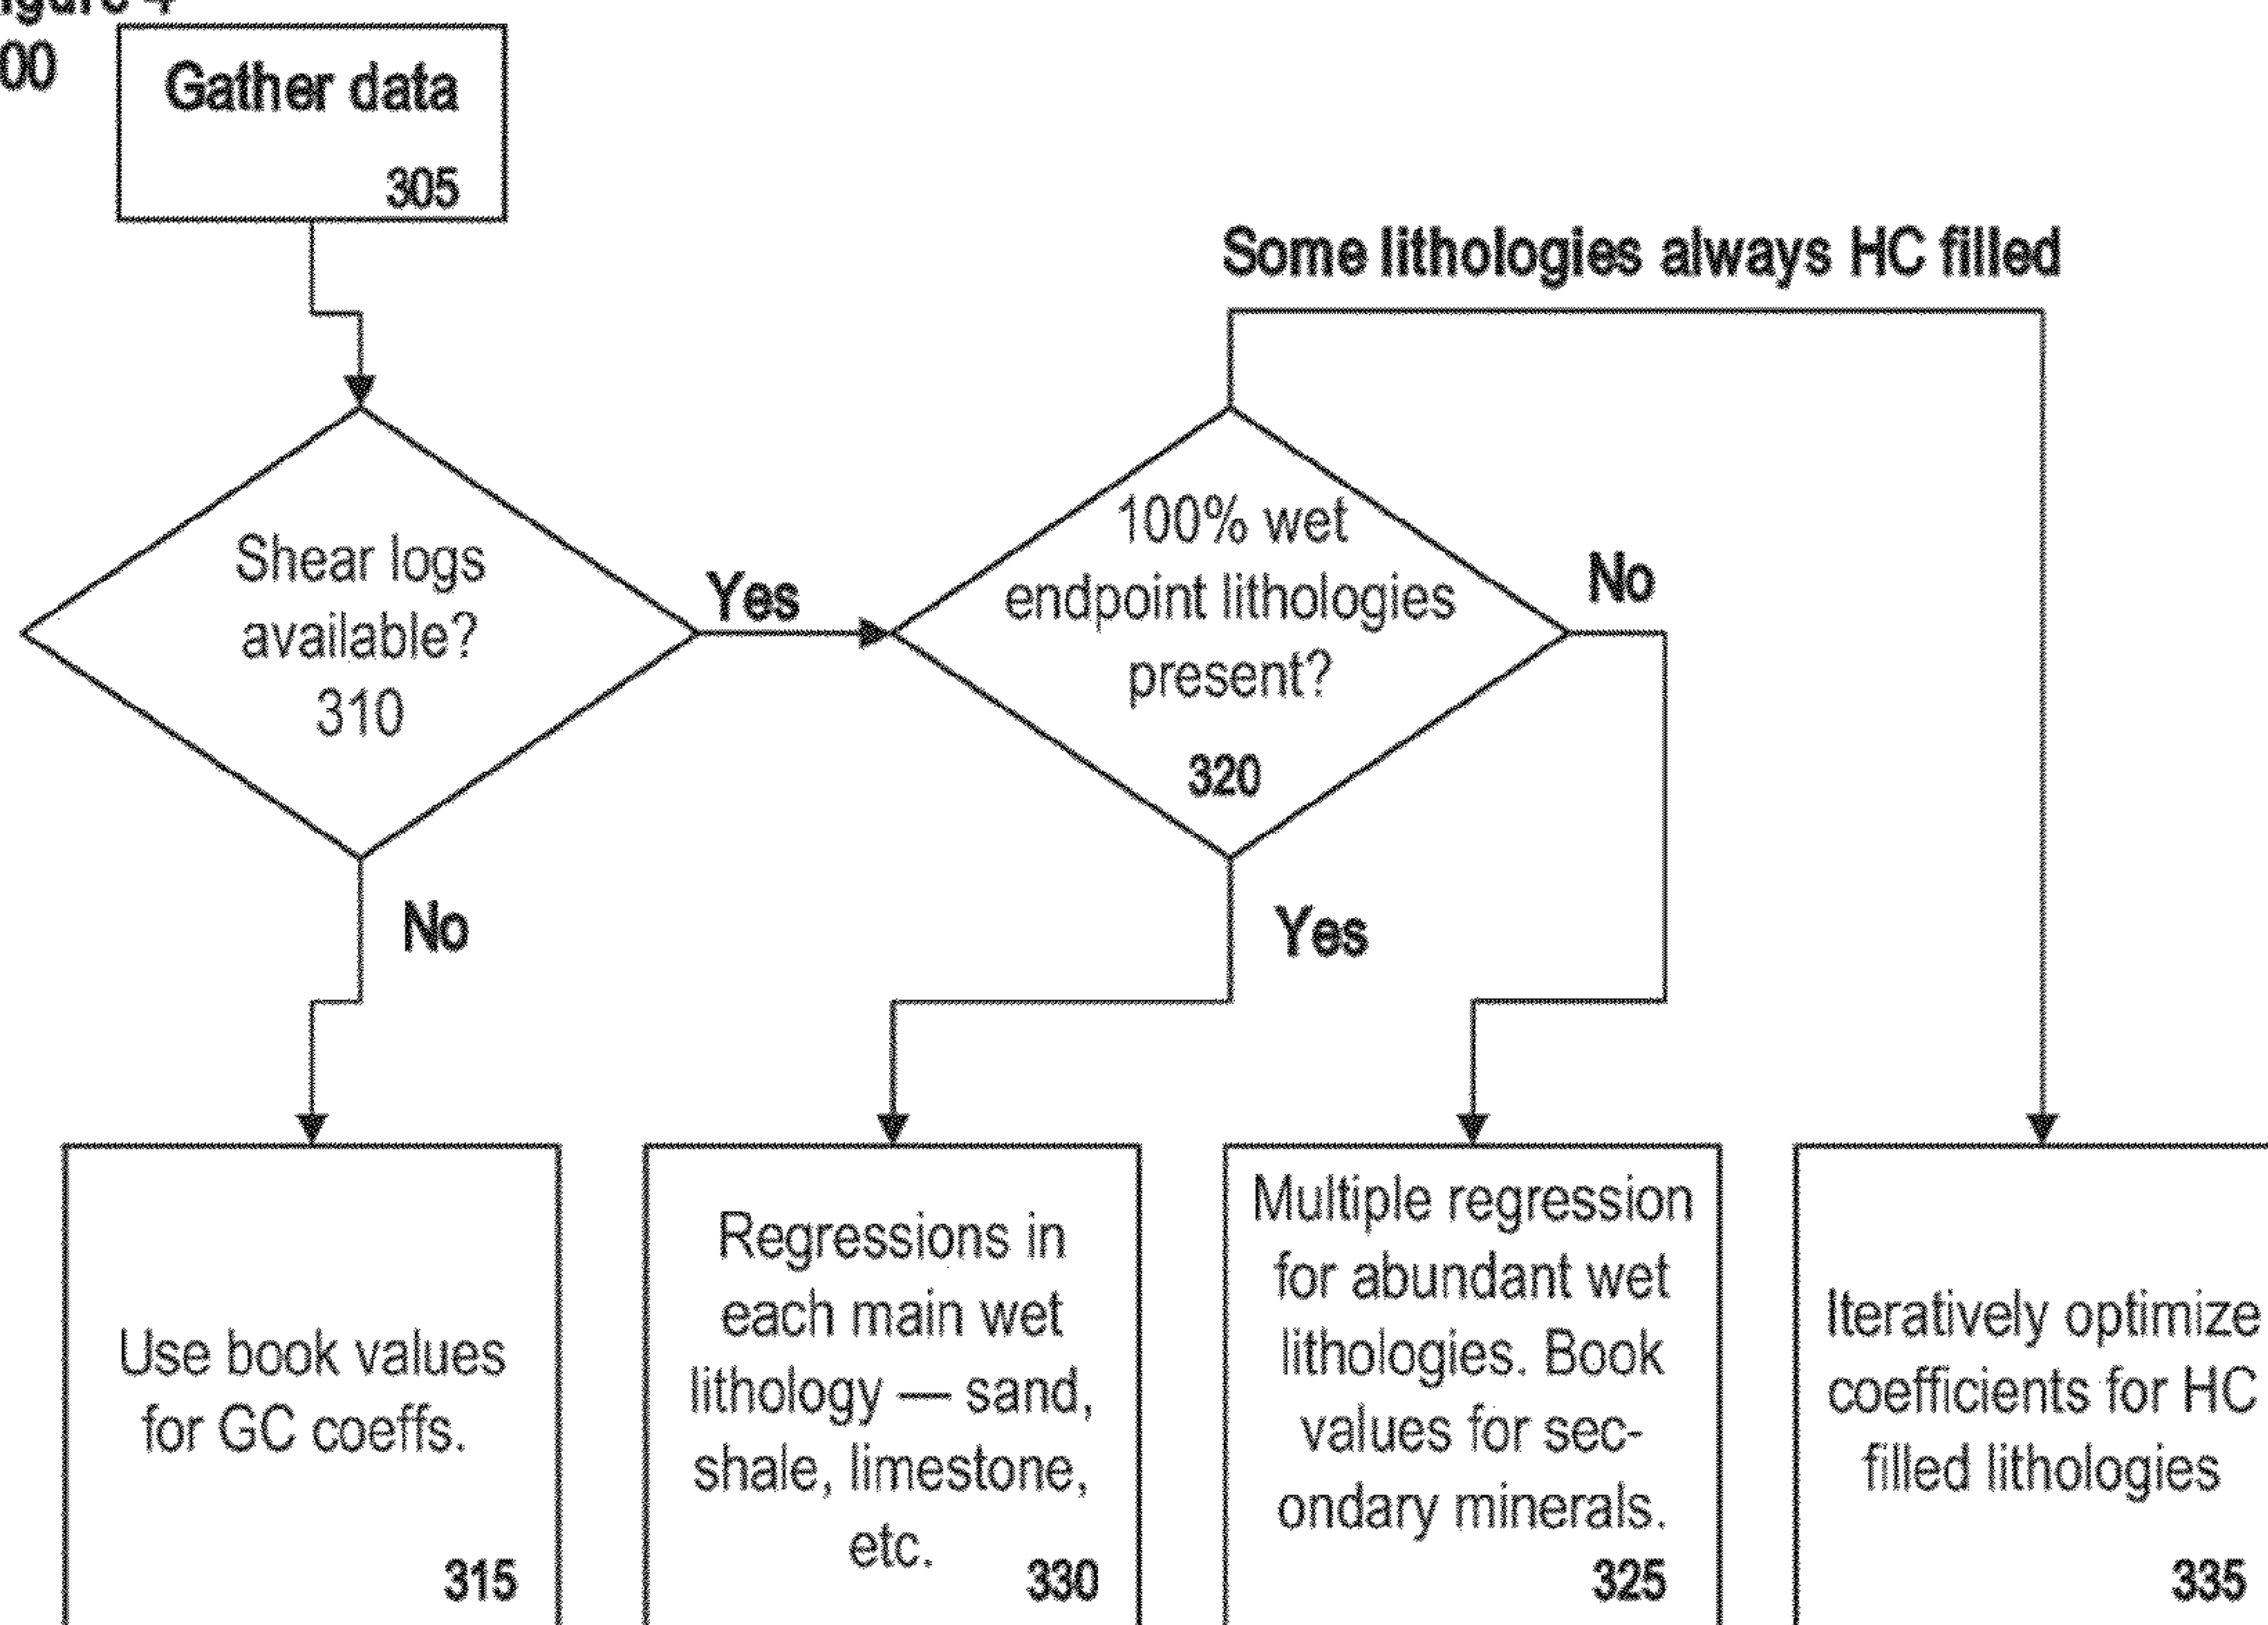 Gather data
305
Some lithologies always HC filled
Shear logs
available?
310
Yes
100% wet
endpoint lithologies
present?
320
No
No
Yes
Use book values
for GC coeffs.
315
Regressions in
each main wet
lithology — sand,
shale, limestone,
etc.
330
Multiple regression
for abundant wet
lithologies. Book
values for sec-
ondary minerals.
325
Iteratively optimize
coefficients for HC
filled lithologies
335